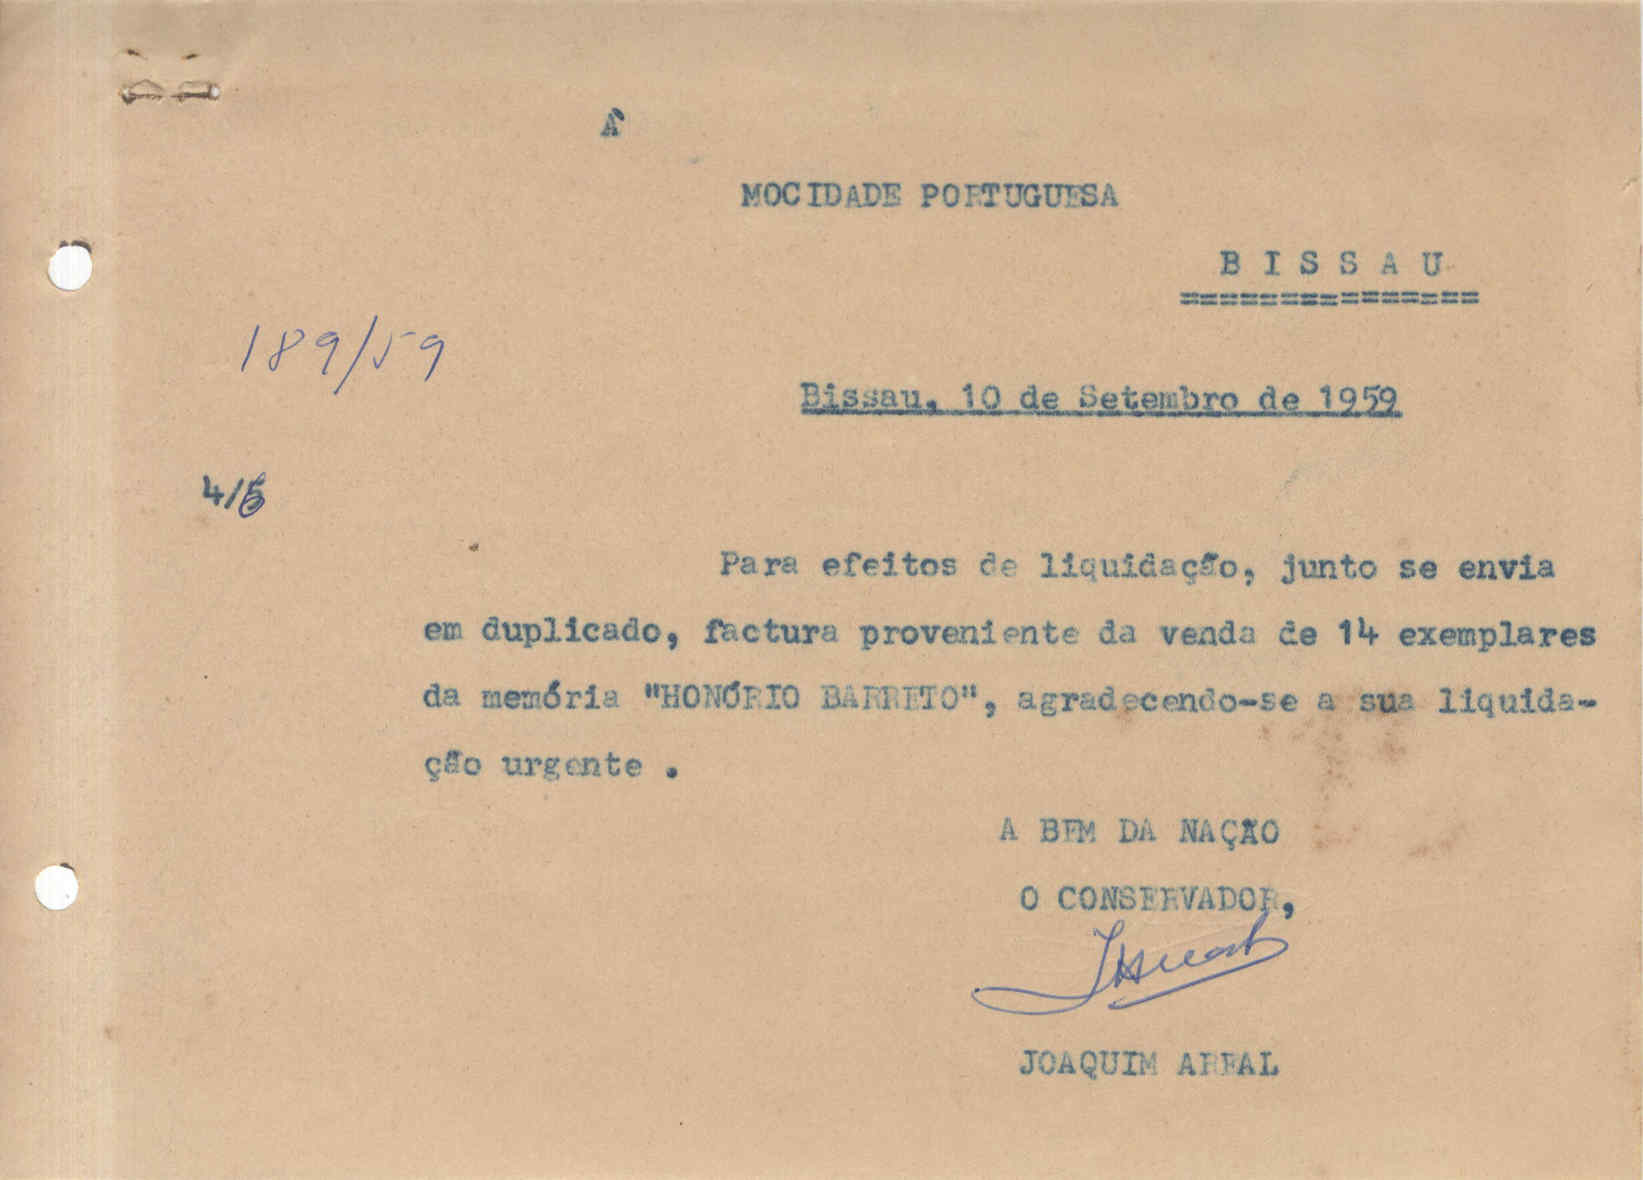 À
MOCIDADE PORTUGUESA
B I S S A U
===============
189/59
Bissau, 10 de Setembro de 1959
4/6
Para efeitos de liquidação, junto se envia
em duplicado, factura proveniente da venda de 14 exemplares
da memória "HONÓRIO BARRETO", agradecendo-se a sua liquida-
ção urgente .
A BEM DA NAÇÃO
O CONSERVADOR,
JOAQUIM AREAL